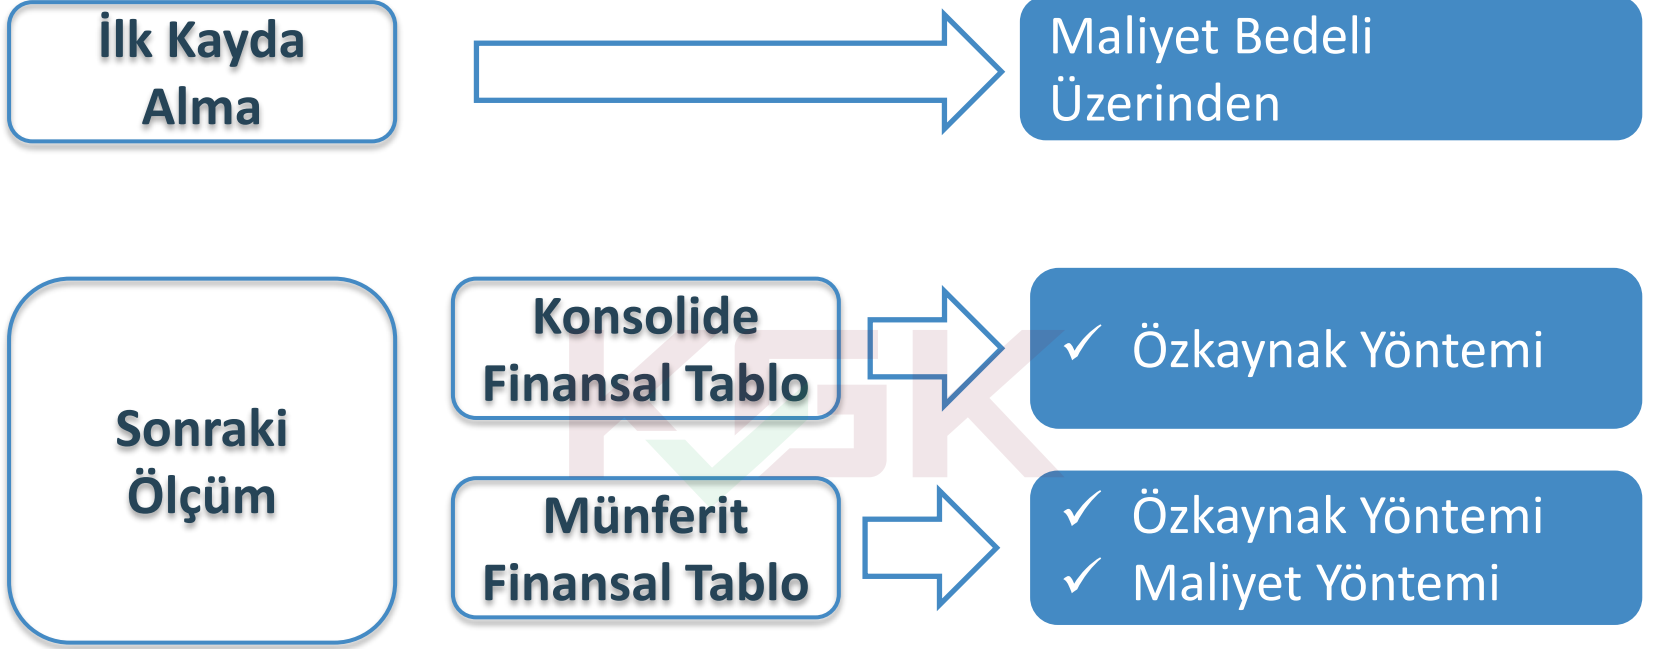 İlk Kayda
Alma
Maliyet Bedeli
Üzerinden
Sonraki
Ölçüm
Konsolide
Finansal Tablo
✓ Özkaynak Yöntemi
Münferit
Finansal Tablo
✓ Özkaynak Yöntemi
✓ Maliyet Yöntemi
KGK